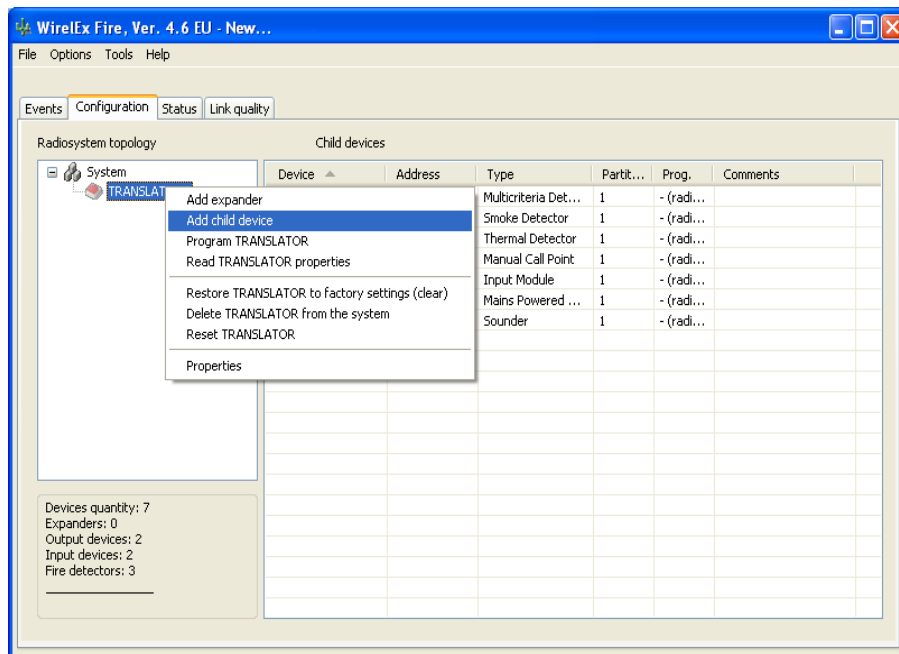 WirelEx Fire, Ver. 4.6 EU - New...
File Options Tools Help
Events Configuration Status Link quality
Radiosystem topology Child devices
System
TRANSLAT
Device Address Type Partit... Prog. Comments
Multicriteria Det... 1 - (radi...
Smoke Detector 1 - (radi...
Thermal Detector 1 - (radi...
Manual Call Point 1 - (radi...
Input Module 1 - (radi...
Mains Powered ... 1 - (radi...
Sounder 1 - (radi...
Add expander
Add child device
Program TRANSLATOR
Read TRANSLATOR properties
Restore TRANSLATOR to factory settings (clear)
Delete TRANSLATOR from the system
Reset TRANSLATOR
Properties
Devices quantity: 7
Expanders: 0
Output devices: 2
Input devices: 2
Fire detectors: 3